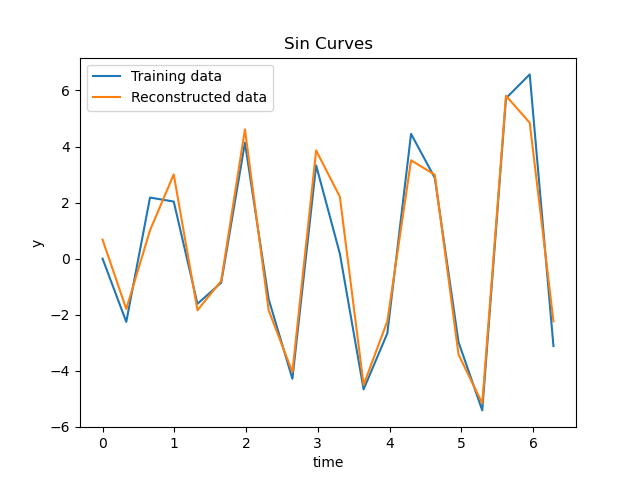 Sin Curves
Training data
Reconstructed data
6
4
2
0
−2
−4
−6
y
0 1 2 3 4 5 6
time